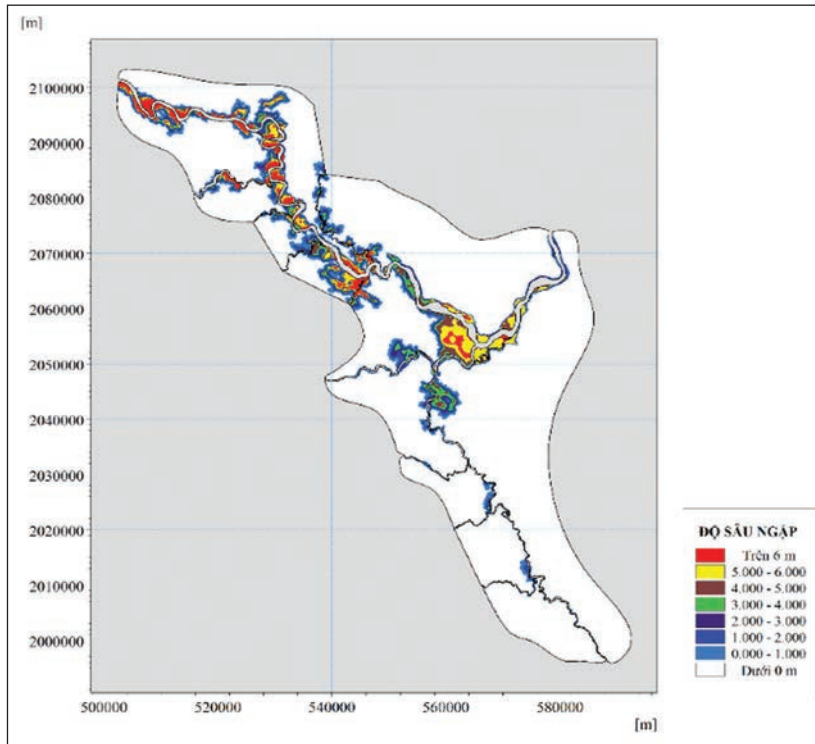 [m]
2100000
2090000
2080000
2070000
2060000
2050000
2040000
2030000
2020000
2010000
2000000
500000 520000 540000 560000 580000
[m]
ĐỘ SÂU NGẬP
Trên 6 m
5.000 - 6.000
4.000 - 5.000
3.000 - 4.000
2.000 - 3.000
1.000 - 2.000
0.000 - 1.000
Dưới 0 m